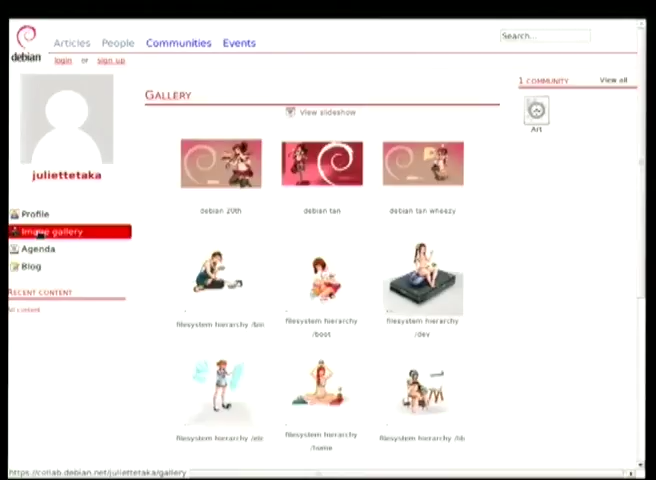 debian
Articles People Communities Events
Search...
login or sign up
juliettetaka
Profile
Image gallery
Agenda
Blog
RECENT CONTENT
GALLERY
View slideshow
debian 20th
debian tan
debian tan wheezy
filesystem hierarchy /bin
filesystem hierarchy
/boot
filesystem hierarchy
/dev
filesystem hierarchy /etc
filesystem hierarchy
/home
filesystem hierarchy /lib
1 COMMUNITY
View all
Art
https://collab.debian.net/juliettetaka/gallery